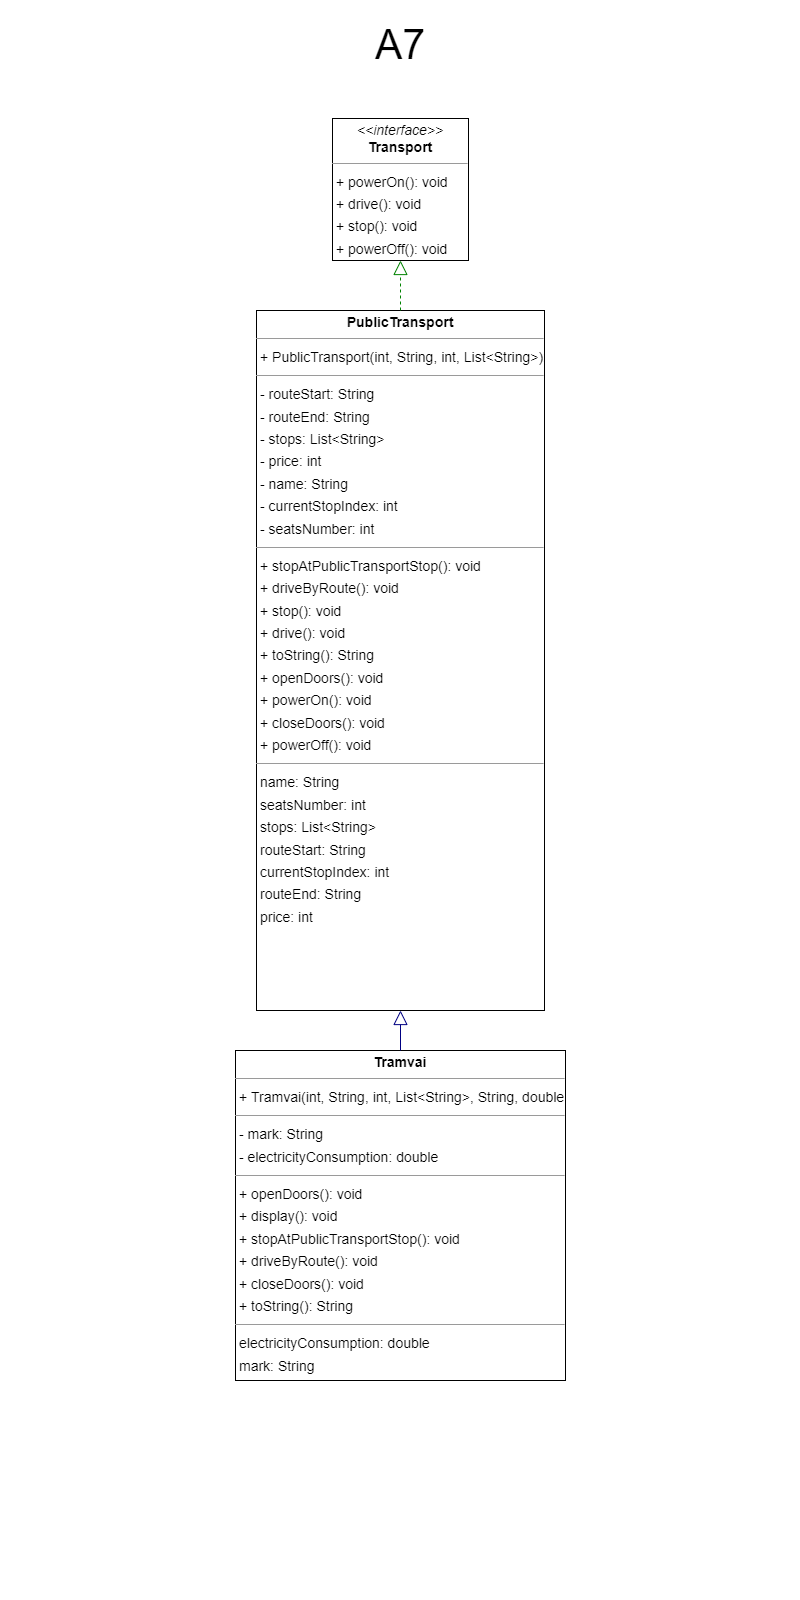 A7
<<interface>>
Transport
+ powerOn(): void
+ drive(): void
+ stop(): void
+ powerOff(): void
PublicTransport
+ PublicTransport(int, String, int, List<String>)
- routeStart: String
- routeEnd: String
- stops: List<String>
- price: int
- name: String
- currentStopIndex: int
- seatsNumber: int
+ stopAtPublicTransportStop(): void
+ driveByRoute(): void
+ stop(): void
+ drive(): void
+ toString(): String
+ openDoors(): void
+ powerOn(): void
+ closeDoors(): void
+ powerOff(): void
name: String
seatsNumber: int
stops: List<String>
routeStart: String
currentStopIndex: int
routeEnd: String
price: int
Tramvai
+ Tramvai(int, String, int, List<String>, String, double
- mark: String
- electricityConsumption: double
+ openDoors(): void
+ display(): void
+ stopAtPublicTransportStop(): void
+ driveByRoute(): void
+ closeDoors(): void
+ toString(): String
electricityConsumption: double
mark: String